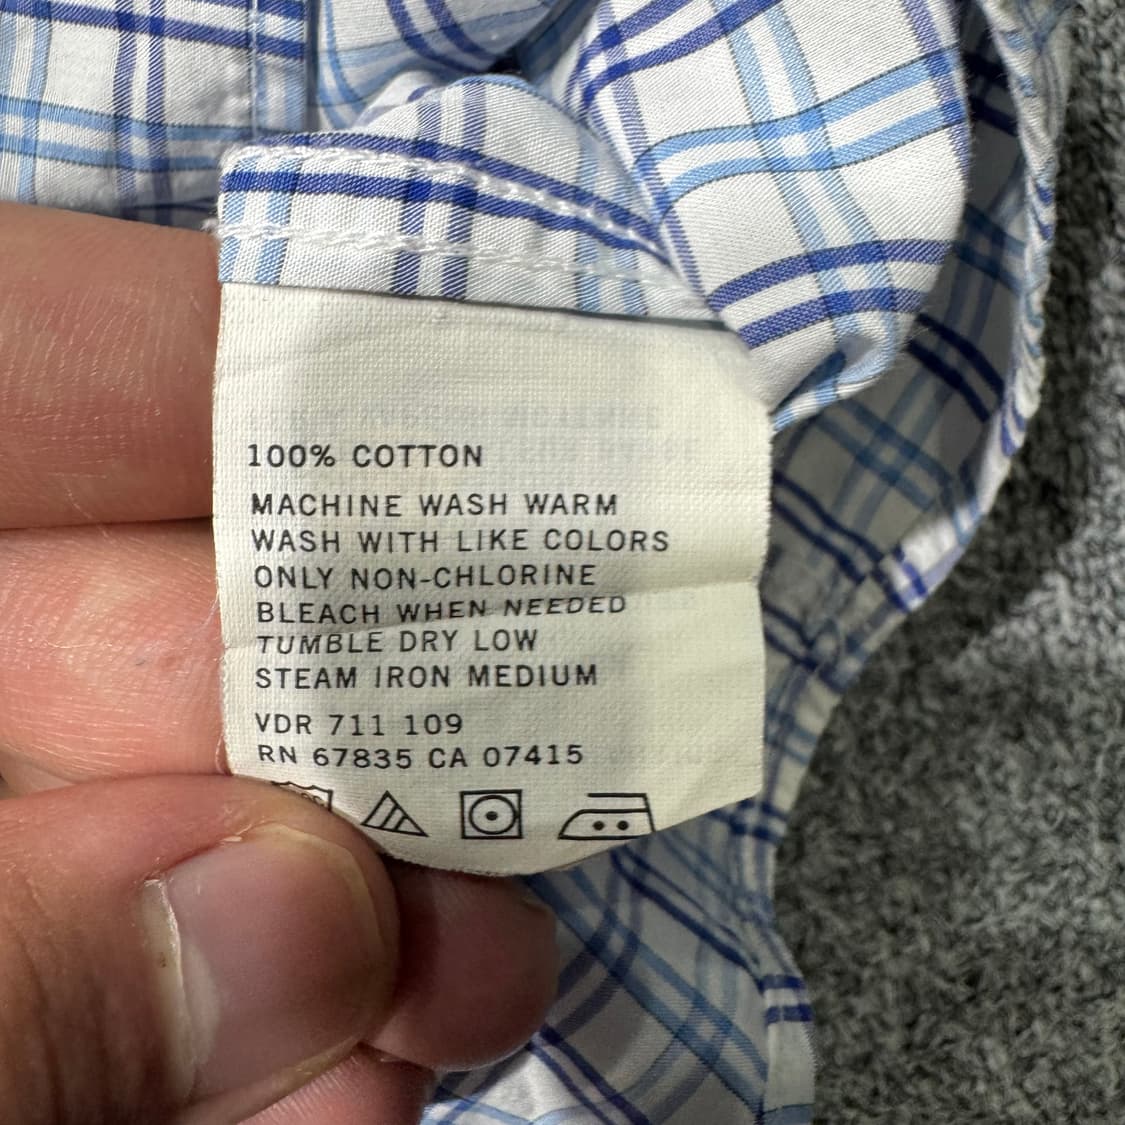 100% COTTON
MACHINE WASH WARM
WASH WITH LIKE COLORS
ONLY NON-CHLORINE
BLEACH WHEN NEEDED
TUMBLE DRY LOW
STEAM IRON MEDIUM
VDR 711 109
RN 67835 CA 07415